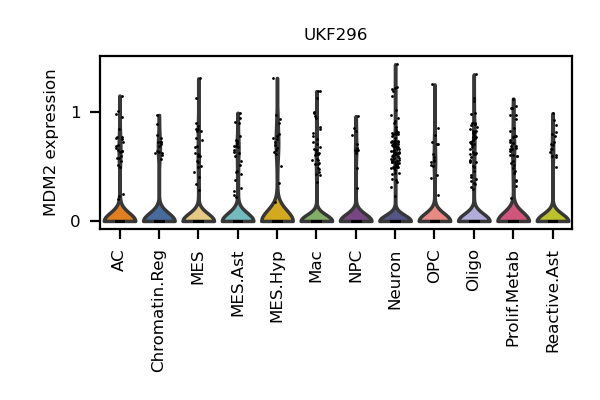 UKF296
MDM2 expression
1
0
AC
Chromatin.Reg
MES
MES.Ast
MES.Hyp
Mac
NPC
Neuron
OPC
Oligo
Prolif.Metab
Reactive.Ast